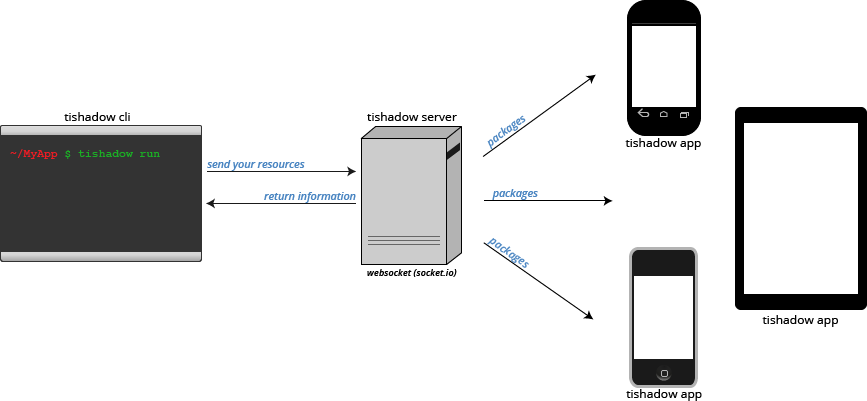 tishadow cli
~/MyApp $ tishadow run
send your resources
return information
tishadow server
websocket (socket.io)
packages
packages
packages
tishadow app
tishadow app
tishadow app